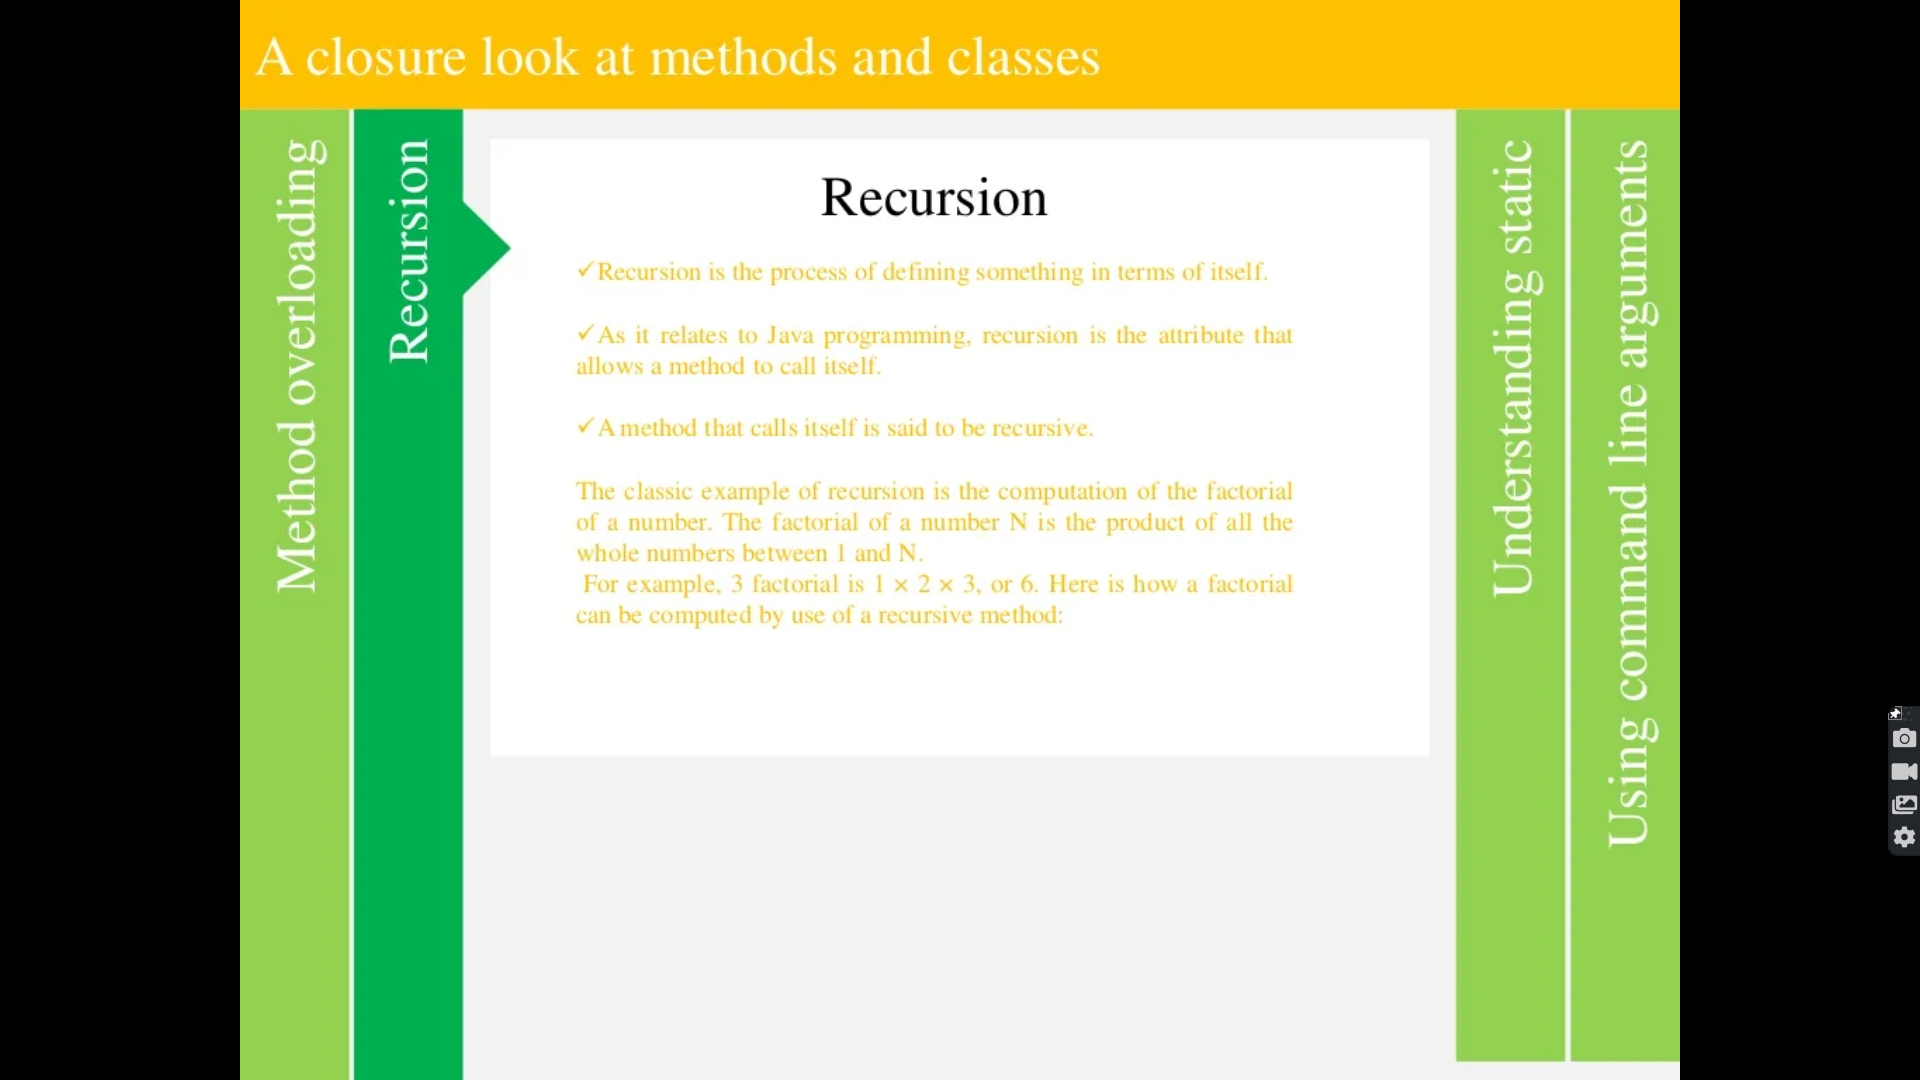 A closure look at methods and classes
Method overloading
Recursion
Recursion
✓Recursion is the process of defining something in terms of itself.
✓As it relates to Java programming, recursion is the attribute that
allows a method to call itself.
✓A method that calls itself is said to be recursive.
The classic example of recursion is the computation of the factorial
of a number. The factorial of a number N is the product of all the
whole numbers between 1 and N.
For example, 3 factorial is 1 × 2 × 3, or 6. Here is how a factorial
can be computed by use of a recursive method:
Understanding static
Using command line arguments